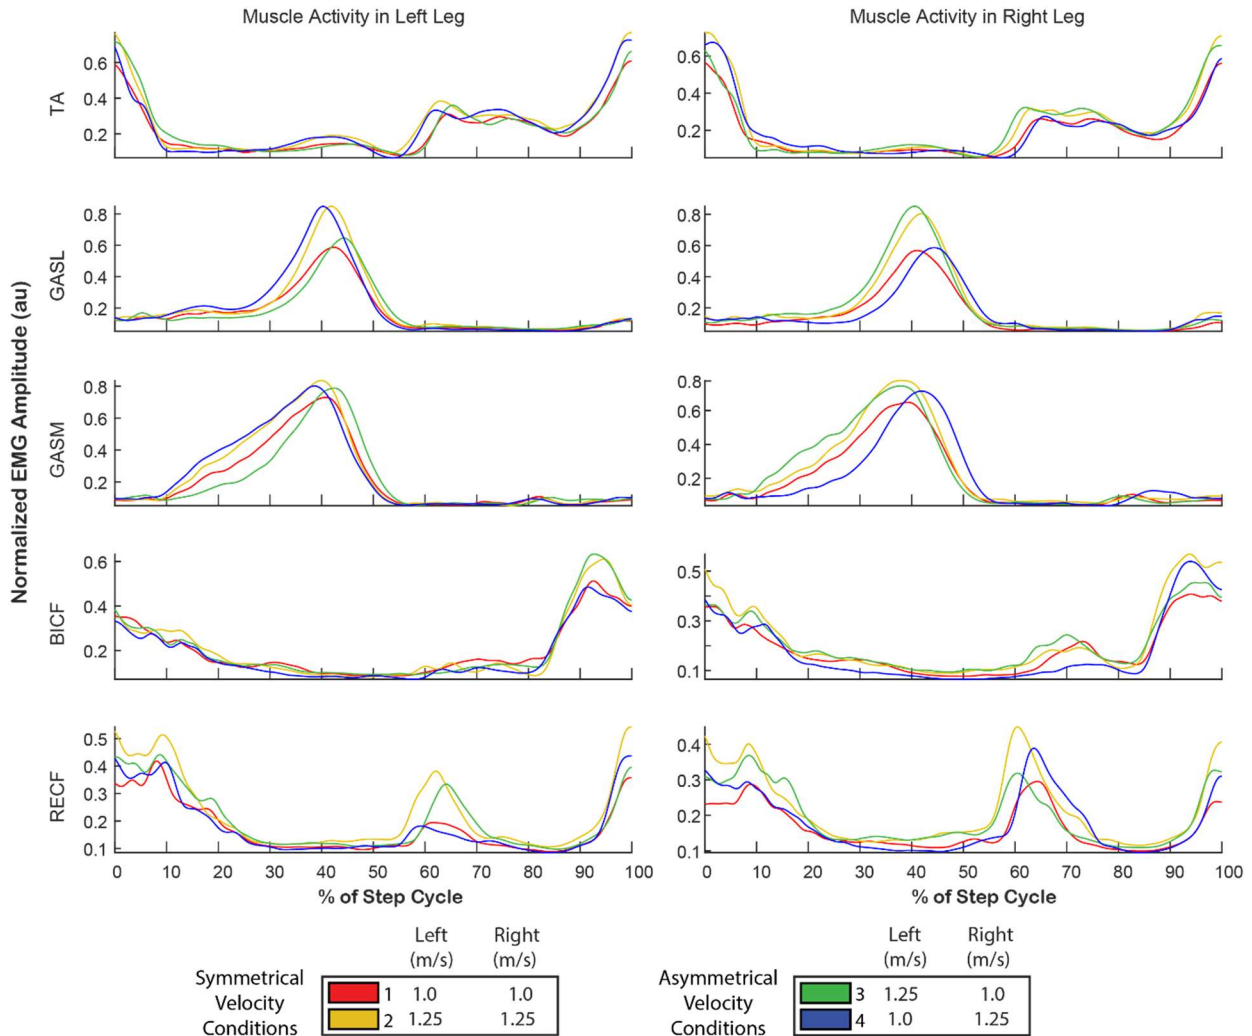 Muscle Activity in Left Leg
Muscle Activity in Right Leg
Normalized EMG Amplitude (au)
TA
0.6
0.4
0.2
0.6
0.4
0.2
GASL
0.8
0.6
0.4
0.2
0.8
0.6
0.4
0.2
GASM
0.8
0.6
0.4
0.2
0.8
0.6
0.4
0.2
BICF
0.6
0.4
0.2
0.5
0.3
0.1
RECF
0.5
0.4
0.3
0.2
0.1
0.4
0.3
0.2
0.1
0 10 20 30 40 50 60 70 80 90 100
% of Step Cycle
0 10 20 30 40 50 60 70 80 90 100
% of Step Cycle
Symmetrical
Velocity
Conditions
Left Right
(m/s) (m/s)
1 1.0 1.0
2 1.25 1.25
Asymmetrical
Velocity
Conditions
Left Right
(m/s) (m/s)
3 1.25 1.0
4 1.0 1.25